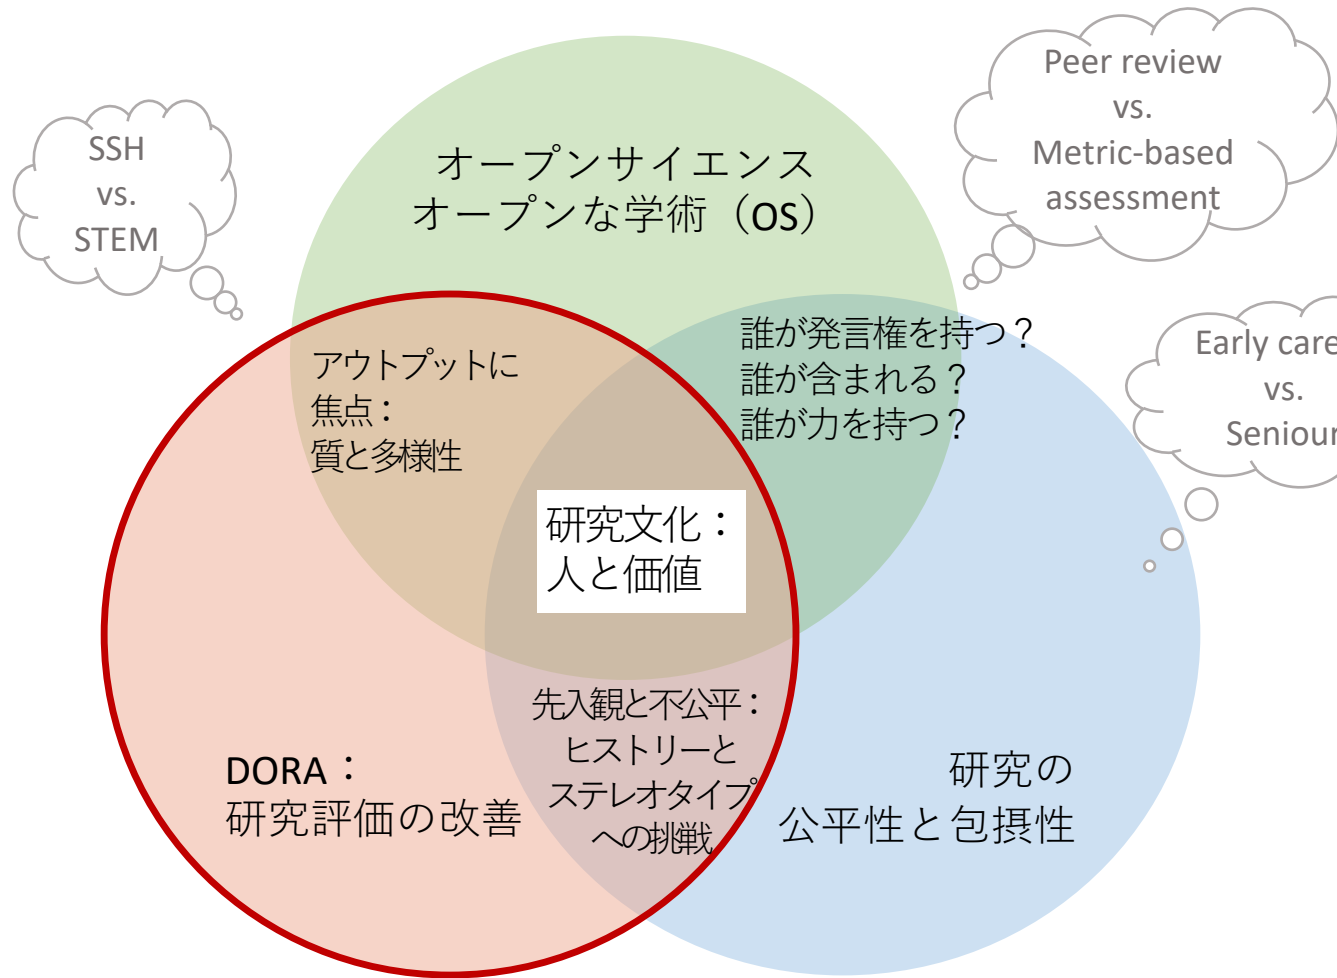 SSH
vs.
STEM
オープンサイエンス
オープンな学術（OS）
Peer review
vs.
Metric-based
assessment
アウトプットに
焦点：
質と多様性
誰が発言権を持つ？
誰が含まれる？
誰が力を持つ？
Early care
vs.
Seniour
研究文化：
人と価値
DORA：
研究評価の改善
先入観と不公平：
ヒストリーと
ステレオタイプ
への挑戦
研究の
公平性と包摂性